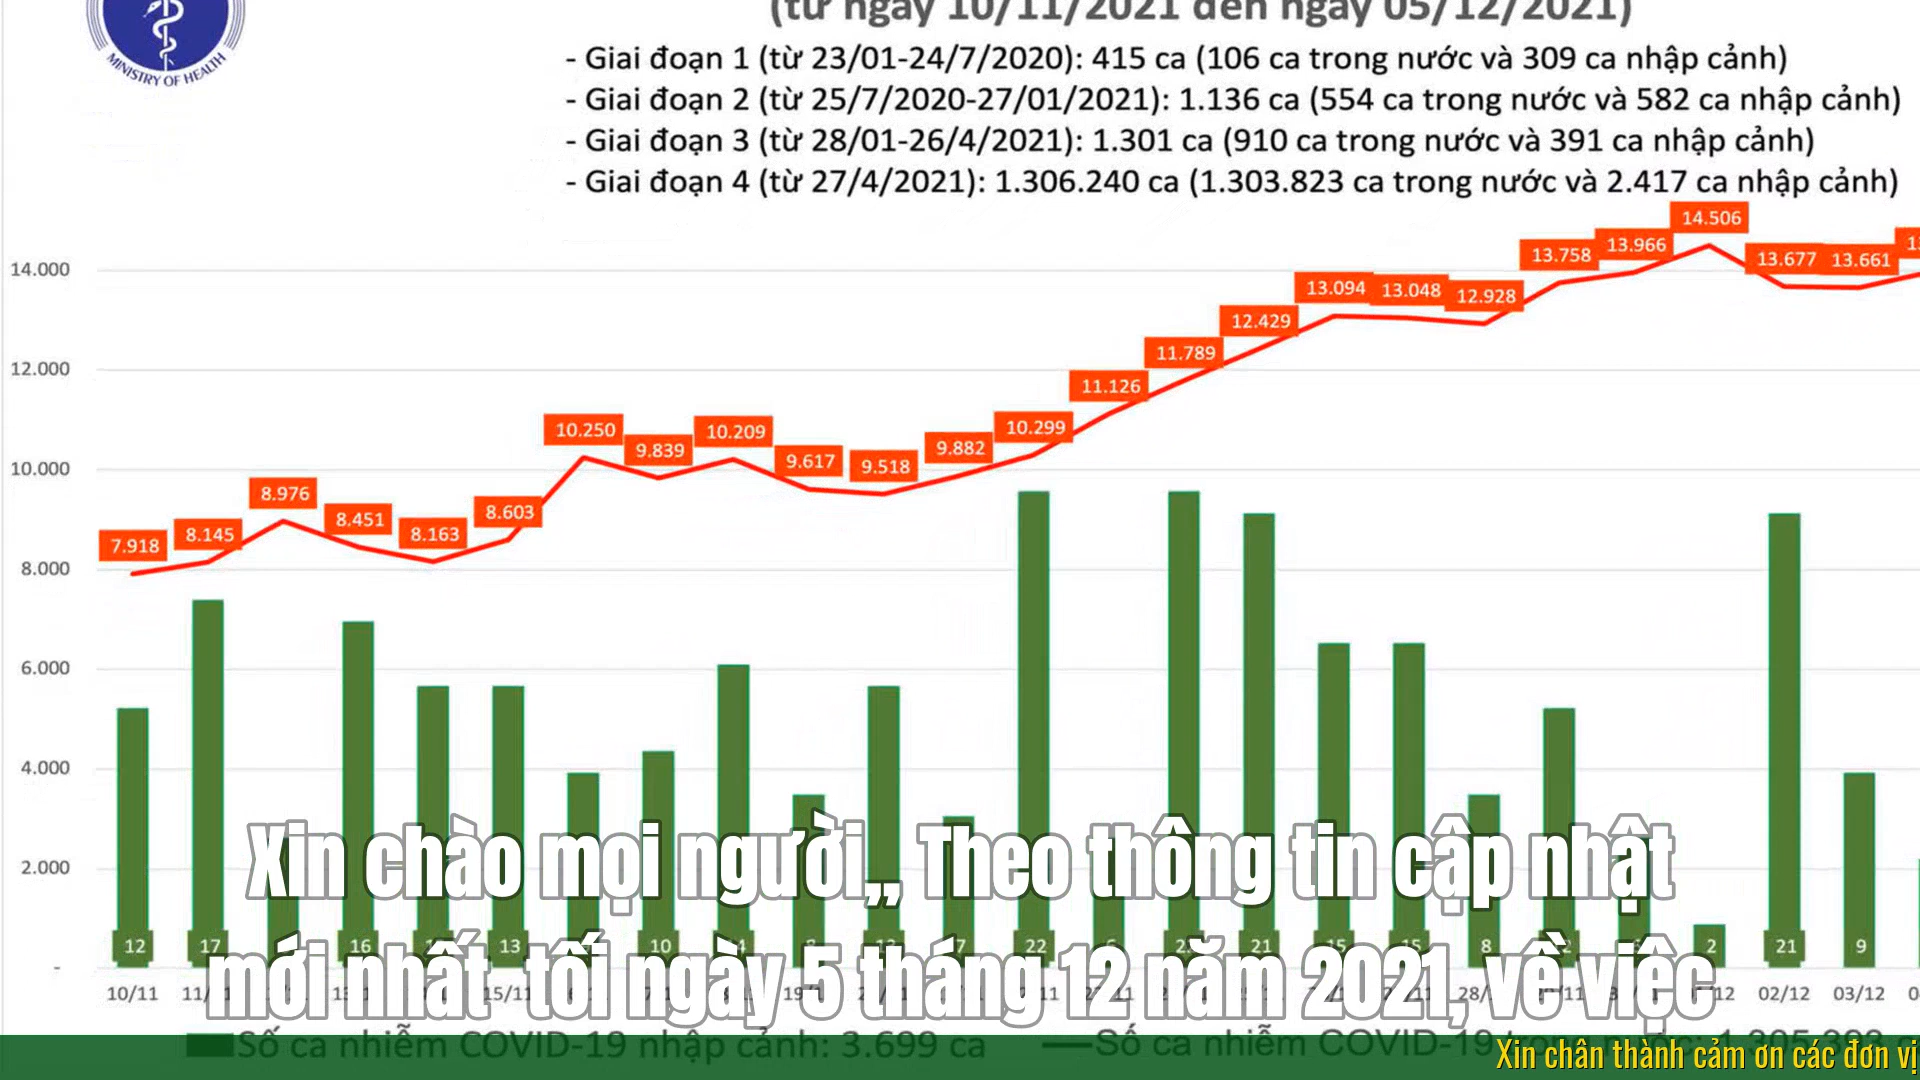 (từ ngày 10/11/2021 đến ngày 05/12/2021)
MINISTRY OF HEALTH
- Giai đoạn 1 (từ 23/01-24/7/2020): 415 ca (106 ca trong nước và 309 ca nhập cảnh)
- Giai đoạn 2 (từ 25/7/2020-27/01/2021): 1.136 ca (554 ca trong nước và 582 ca nhập cảnh)
- Giai đoạn 3 (từ 28/01-26/4/2021): 1.301 ca (910 ca trong nước và 391 ca nhập cảnh)
- Giai đoạn 4 (từ 27/4/2021): 1.306.240 ca (1.303.823 ca trong nước và 2.417 ca nhập cảnh)
14.000
12.000
10.000
8.000
6.000
4.000
2.000
-
7.918 8.145 8.976 8.451 8.163 8.603 10.250 9.839 10.209 9.617 9.518 9.882 10.299 11.126 11.789 12.429 13.094 13.048 12.928 13.758 13.966 14.506 13.677 13.661
Xin chào mọi người,, Theo thông tin cập nhật
12 17 16 13 10 7 22 21 15 15 8 2 21 9
mới nhất tối ngày 5 tháng 12 năm 2021, về việc
10/11 02/12 03/12
Số ca nhiễm COVID-19 nhập cảnh: 3.699 ca
Số ca nhiễm COVID-19
Xin chân thành cảm ơn các đơn vị